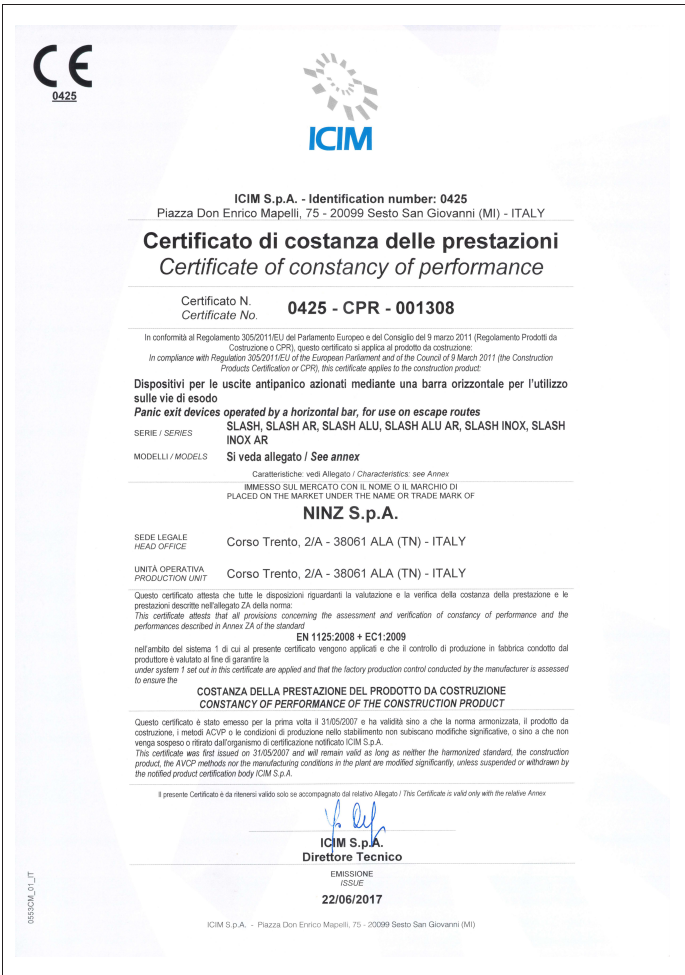 CE
0425
ICIM
ICIM S.p.A. - Identification number: 0425
Piazza Don Enrico Mapelli, 75 - 20099 Sesto San Giovanni (MI) - ITALY
Certificato di costanza delle prestazioni
Certificate of constancy of performance
Certificato N.
Certificate No.
0425 - CPR - 001308
In conformità al Regolamento 305/2011/EU del Parlamento Europeo e del Consiglio del 9 marzo 2011 (Regolamento Prodotti da
Costruzione o CPR), questo certificato si applica al prodotto da costruzione:
In compliance with Regulation 305/2011/EU of the European Parliament and of the Council of 9 March 2011 (the Construction
Products Certification or CPR), this certificate applies to the construction product:
Dispositivi per le uscite antipanico azionati mediante una barra orizzontale per l'utilizzo
sulle vie di esodo
Panic exit devices operated by a horizontal bar, for use on escape routes
SERIE / SERIES
SLASH, SLASH AR, SLASH ALU, SLASH ALU AR, SLASH INOX, SLASH
INOX AR
MODELLI / MODELS
Si veda allegato / See annex
Caratteristiche: vedi Allegato / Characteristics: see Annex
IMMESSO SUL MERCATO CON IL NOME O IL MARCHIO DI
PLACED ON THE MARKET UNDER THE NAME OR TRADE MARK OF
NINZ S.p.A.
SEDE LEGALE
HEAD OFFICE
Corso Trento, 2/A - 38061 ALA (TN) - ITALY
UNITÀ OPERATIVA
PRODUCTION UNIT
Corso Trento, 2/A - 38061 ALA (TN) - ITALY
Questo certificato attesta che tutte le disposizioni riguardanti la valutazione e la verifica della costanza della prestazione e le
prestazioni descritte nell'allegato ZA della norma:
This certificate attests that all provisions concerning the assessment and verification of constancy of performance and the
performances described in Annex ZA of the standard
EN 1125:2008 + EC1:2009
nell'ambito del sistema 1 di cui al presente certificato vengono applicati e che il controllo di produzione in fabbrica condotto dal
produttore è valutato al fine di garantire la
under system 1 set out in this certificate are applied and that the factory production control conducted by the manufacturer is assessed
to ensure the
COSTANZA DELLA PRESTAZIONE DEL PRODOTTO DA COSTRUZIONE
CONSTANCY OF PERFORMANCE OF THE CONSTRUCTION PRODUCT
Questo certificato è stato emesso per la prima volta il 31/05/2007 e ha validità sino a che la norma armonizzata, il prodotto da
costruzione, i metodi ACVP o le condizioni di produzione nello stabilimento non subiscano modifiche significative, o sino a che non
venga sospeso o ritirato dall'organismo di certificazione notificato ICIM S.p.A.
This certificate was first issued on 31/05/2007 and will remain valid as long as neither the harmonized standard, the construction
product, the AVCP methods nor the manufacturing conditions in the plant are modified significantly, unless suspended or withdrawn by
the notified product certification body ICIM S.p.A.
Il presente Certificato è da ritenersi valido solo se accompagnato dal relativo Allegato / This Certificate is valid only with the relative Annex
ICIM S.p.A.
Direttore Tecnico
EMISSIONE
ISSUE
22/06/2017
0553CM_01_IT
ICIM S.p.A. - Piazza Don Enrico Mapelli, 75 - 20099 Sesto San Giovanni (MI)